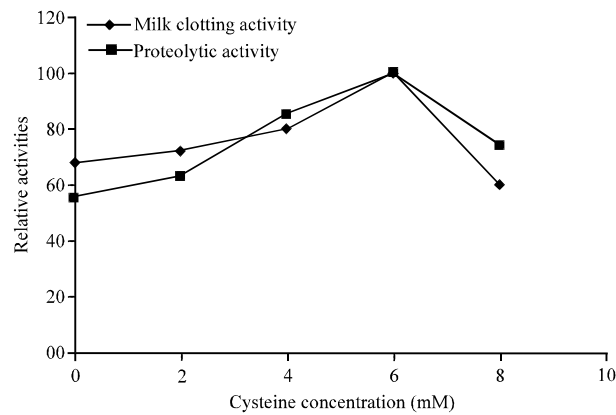 120
Milk clotting activity
Proteolytic activity
100
80
60
40
20
00
Relative activities
0 2 4 6 8 10
Cysteine concentration (mM)